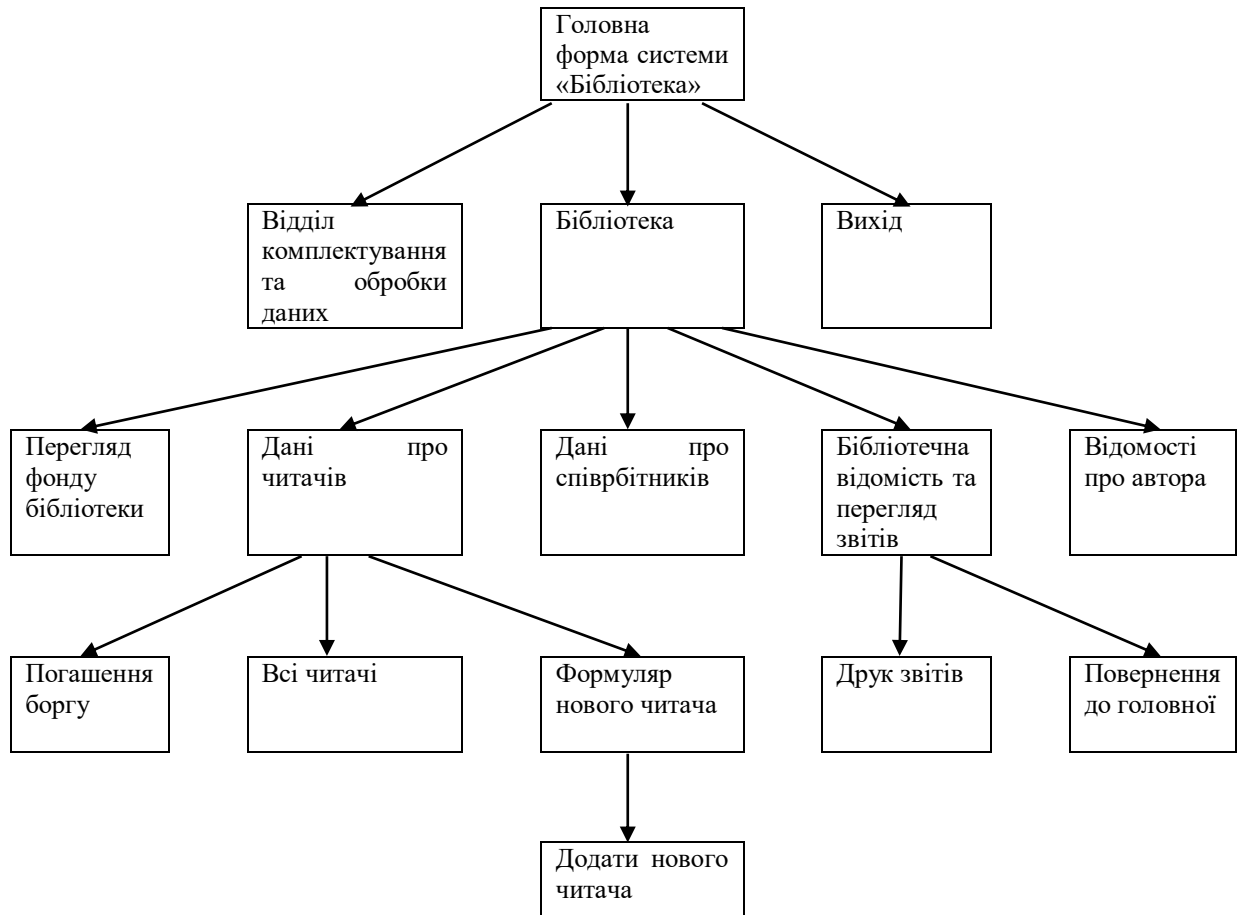 Головна
форма системи
«Бібліотека»
Відділ
комплектування
та обробки
даних
Бібліотека
Вихід
Перегляд
фонду
бібліотеки
Дані про
читачів
Дані про
співрбітників
Бібліотечна
відомість та
перегляд
звітів
Відомості
про автора
Погашення
боргу
Всі читачі
Формуляр
нового читача
Друк звітів
Повернення
до головної
Додати нового
читача